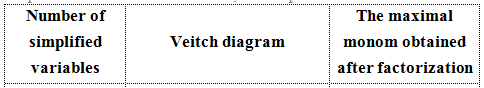 Number of
simplified
variables
Veitch diagram
The maximal
monom obtained
after factorization